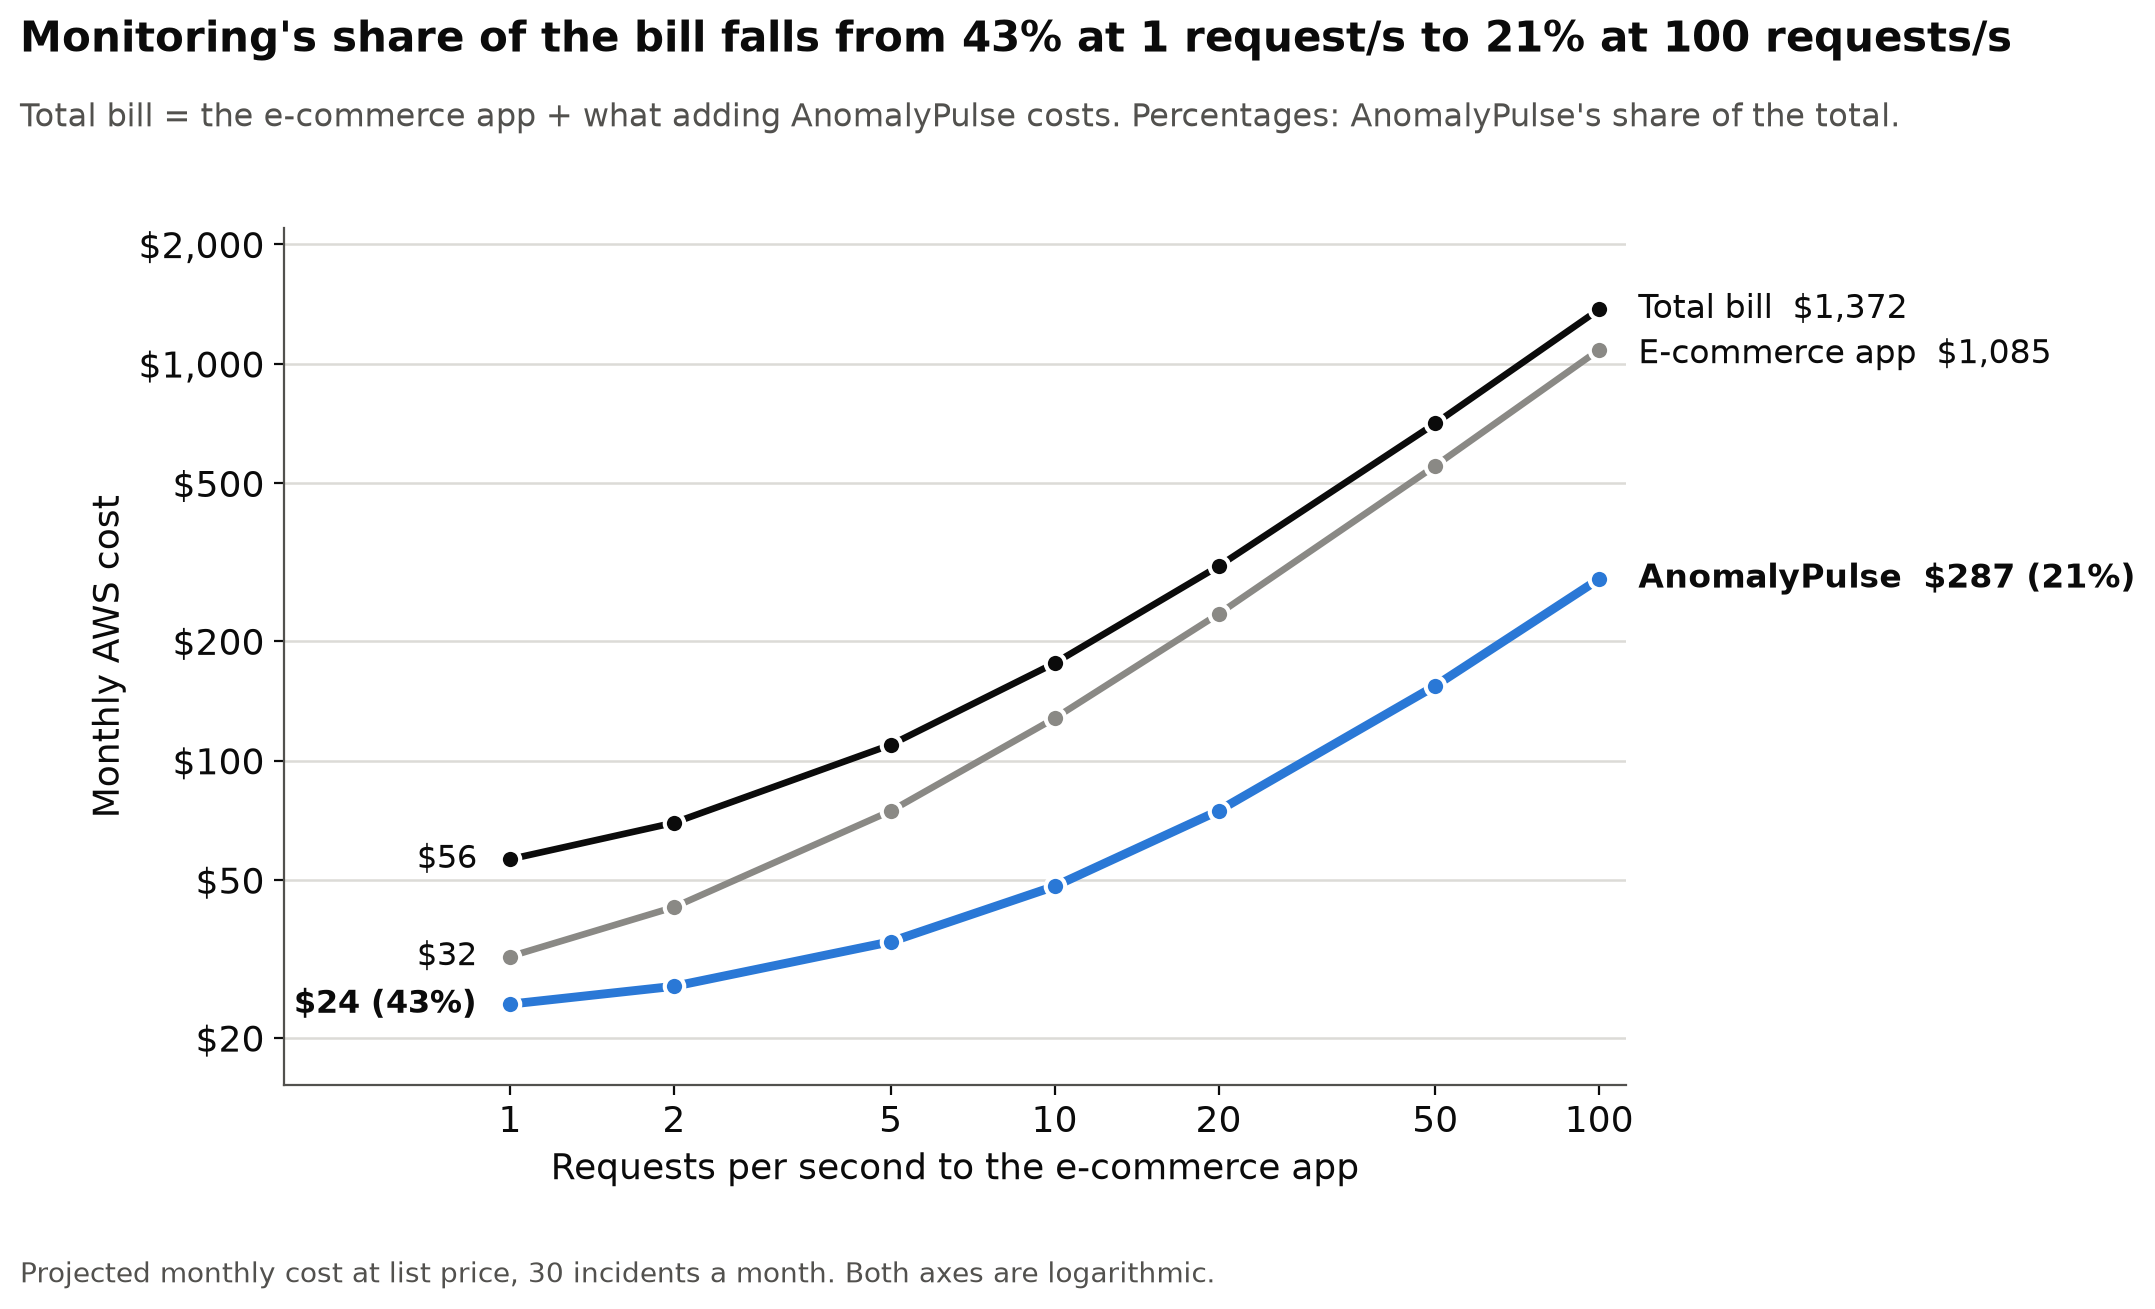 Monitoring's share of the bill falls from 43% at 1 request/s to 21% at 100 requests/s
Total bill = the e-commerce app + what adding AnomalyPulse costs. Percentages: AnomalyPulse's share of the total.
$2,000
$1,000
$500
$200
$100
$50
$20
Monthly AWS cost
Total bill $1,372
E-commerce app $1,085
AnomalyPulse $287 (21%)
$56
$32
$24 (43%)
1 2 5 10 20 50 100
Requests per second to the e-commerce app
Projected monthly cost at list price, 30 incidents a month. Both axes are logarithmic.